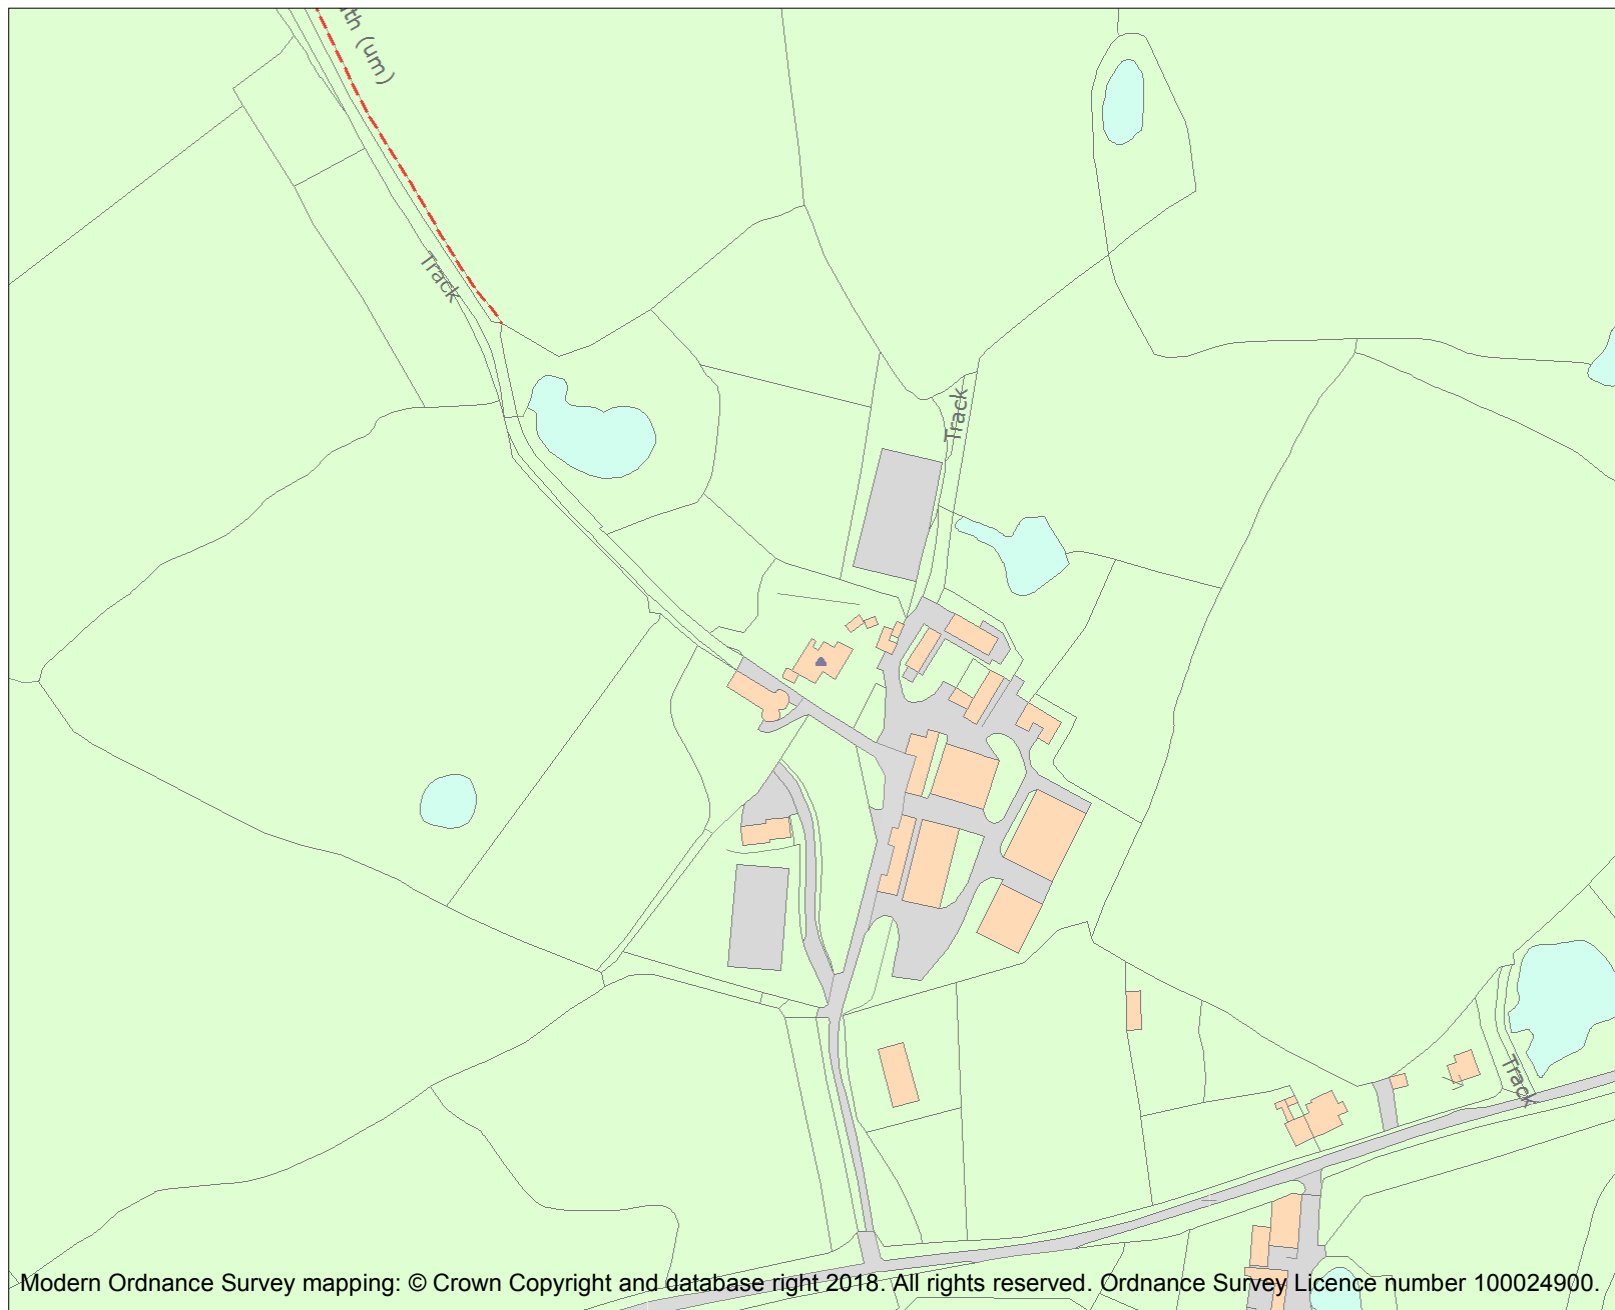 (um)
Track
Track
Track
Modern Ordnance Survey mapping: © Crown Copyright and database right 2018. All rights reserved. Ordnance Survey Licence number 100024900.